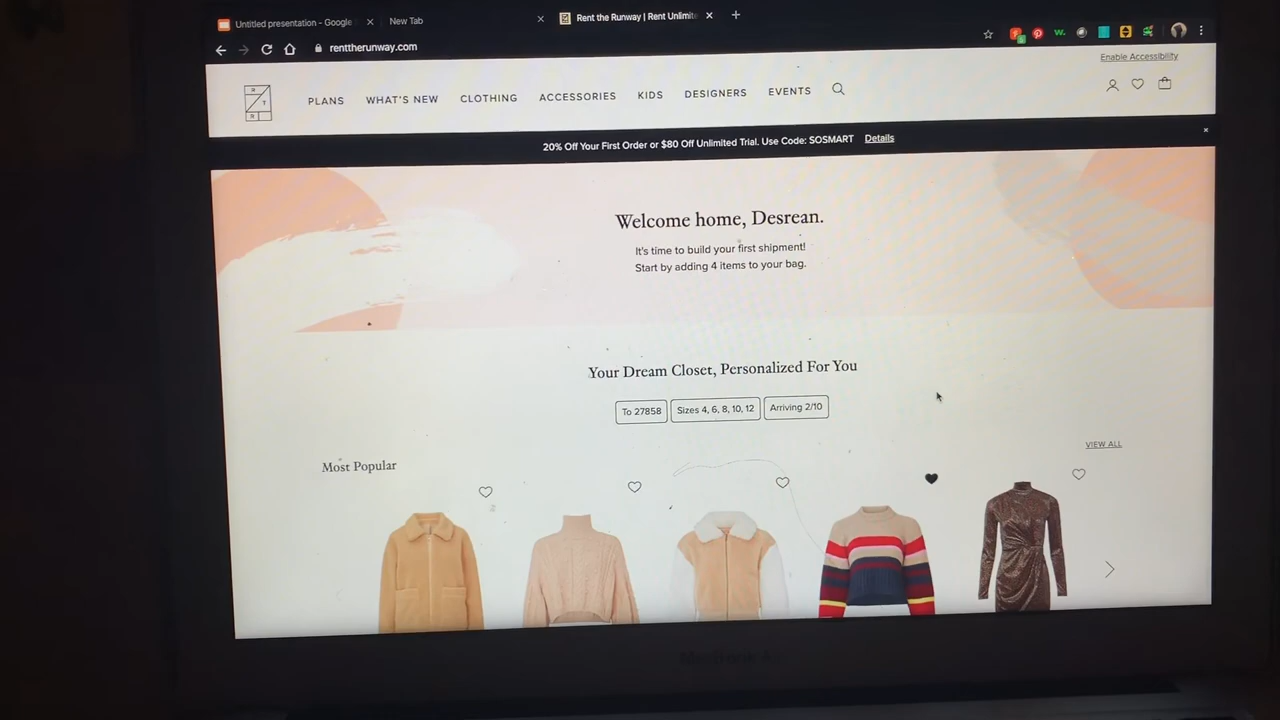 Untitled presentation - Google
New Tab
Rent the Runway | Rent Unlimite
renttherunway.com
Enable Accessibility
R
T
R
PLANS
WHAT'S NEW
CLOTHING
ACCESSORIES
KIDS
DESIGNERS
EVENTS
20% Off Your First Order or $80 Off Unlimited Trial. Use Code: SOSMART Details
Welcome home, Desrean.
It's time to build your first shipment!
Start by adding 4 items to your bag.
Your Dream Closet, Personalized For You
To 27858
Sizes 4, 6, 8, 10, 12
Arriving 2/10
VIEW ALL
Most Popular